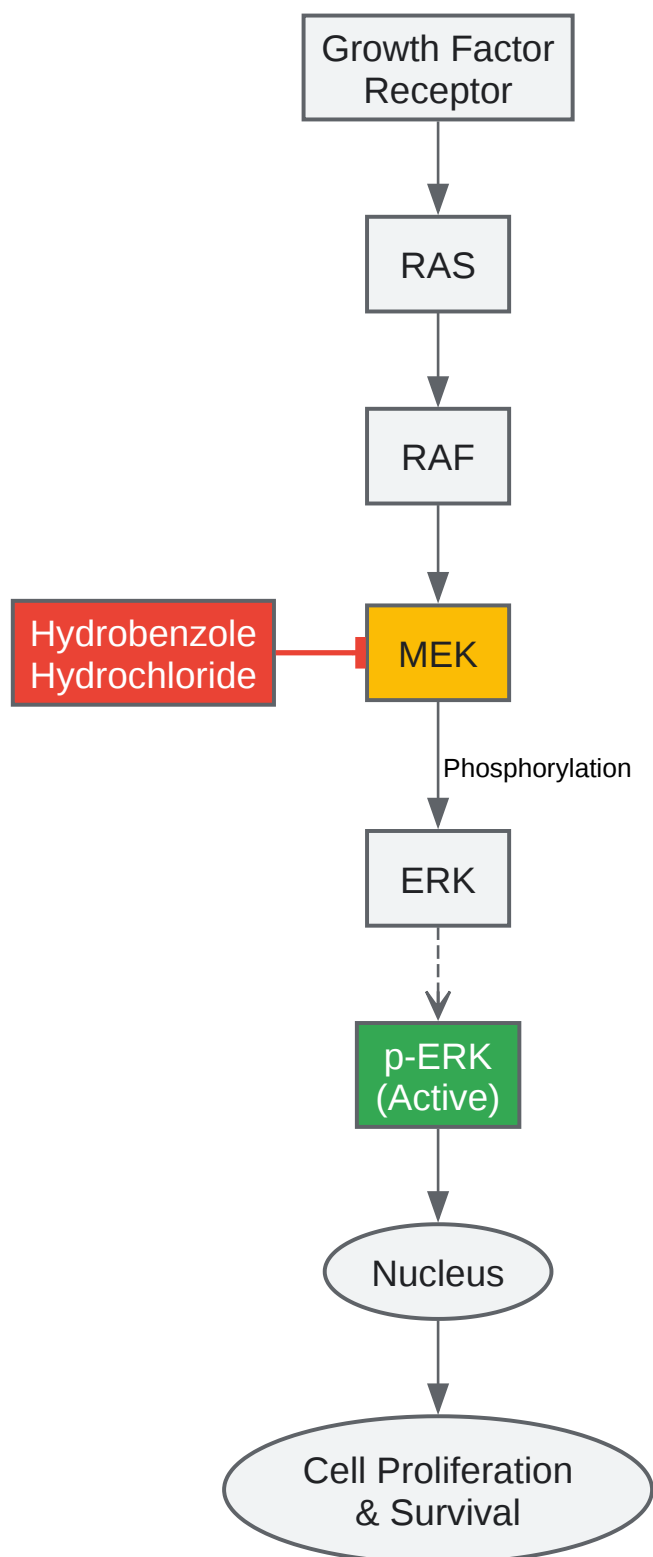 Growth Factor
Receptor
RAS
RAF
Hydrobenzole
Hydrochloride
MEK
Phosphorylation
ERK
p-ERK
(Active)
Nucleus
Cell Proliferation
& Survival